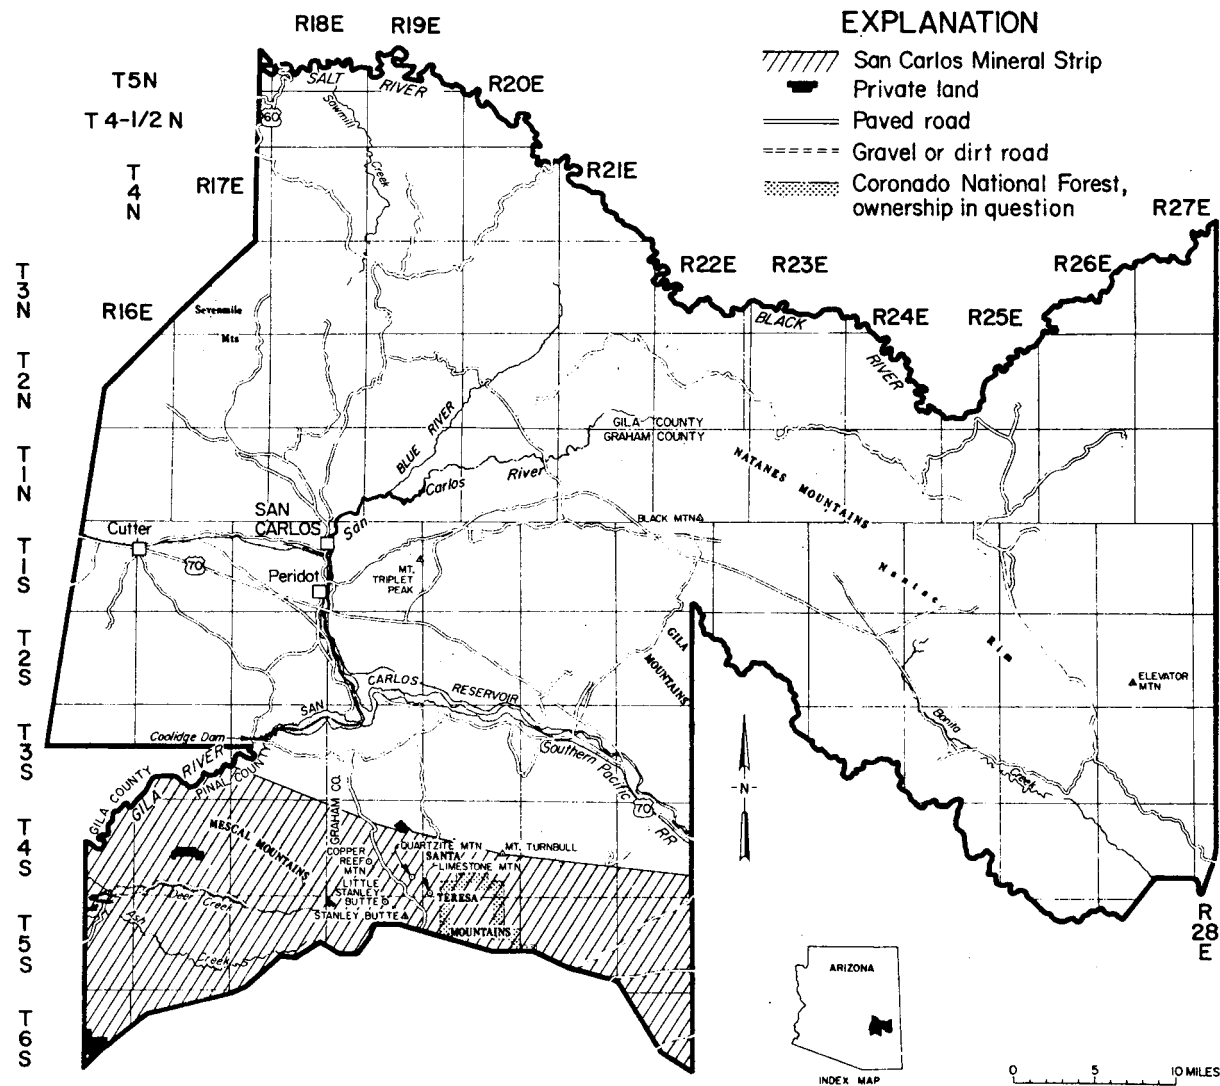 EXPLANATION
San Carlos Mineral Strip
Private land
Paved road
Gravel or dirt road
Coronado National Forest,
ownership in question
R18E
R19E
T5N
SALT
RIVER
R20E
T 4-1/2 N
60
Sawmill
Creek
T
4
N
R17E
R21E
R27E
T
3
N
R22E
R23E
R26E
R16E
Sevenmile
Mts
BLACK
RIVER
R24E
R25E
T
2
N
BLUE RIVER
GILA COUNTY
GRAHAM COUNTY
T
1
N
NATANES MOUNTAINS
San Carlos River
SAN
CARLOS
BLACK MTN
Cutter
T
1
S
70
Peridot
MT.
TRIPLET
PEAK
Nantac Rim
T
2
S
GILA
MOUNTAINS
SAN CARLOS RESERVOIR
ELEVATOR
MTN
T
3
S
Coolidge Dam
Bonita
Creek
(Southern Pacific
RR
70
GILA COUNTY
GILA RIVER
PINAL COUNTY
GRAHAM CO.
-N-
T
4
S
MESCAL MOUNTAINS
COPPER
REEF
MTN
QUARTZITE MTN
MT. TURNBULL
SANTA
LIMESTONE MTN
LITTLE
STANLEY
BUTTE
TERESA
STANLEY BUTTE
MOUNTAINS
Deer Creek
Ash
Creek
T
5
S
R
28
E
ARIZONA
T
6
S
INDEX MAP
0 5 10 MILES